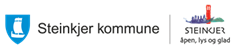 Steinkjer kommune
STEINKJER
åpen, lys og glad